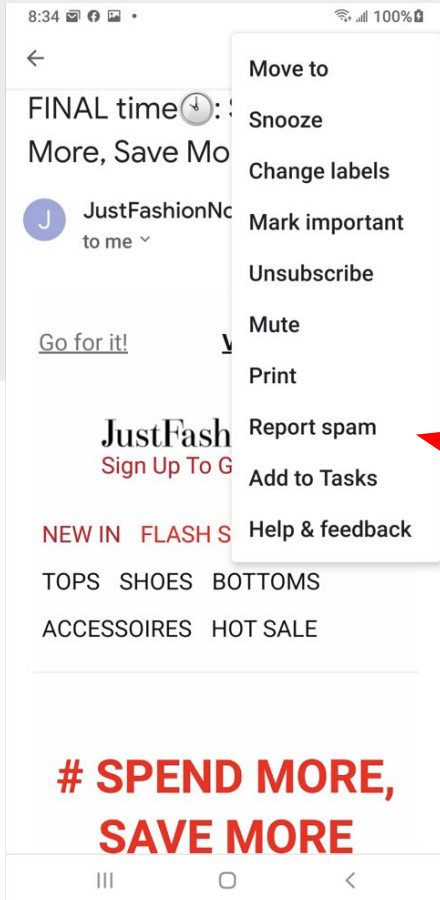 8:34 100%
FINAL time🕙: 
More, Save Mo
J
JustFashionNo
to me
Go for it!
JustFash
Sign Up To G
NEW IN FLASH S
TOPS SHOES BOTTOMS
ACCESSOIRES HOT SALE
# SPEND MORE,
SAVE MORE
Move to
Snooze
Change labels
Mark important
Unsubscribe
Mute
Print
Report spam
Add to Tasks
Help & feedback